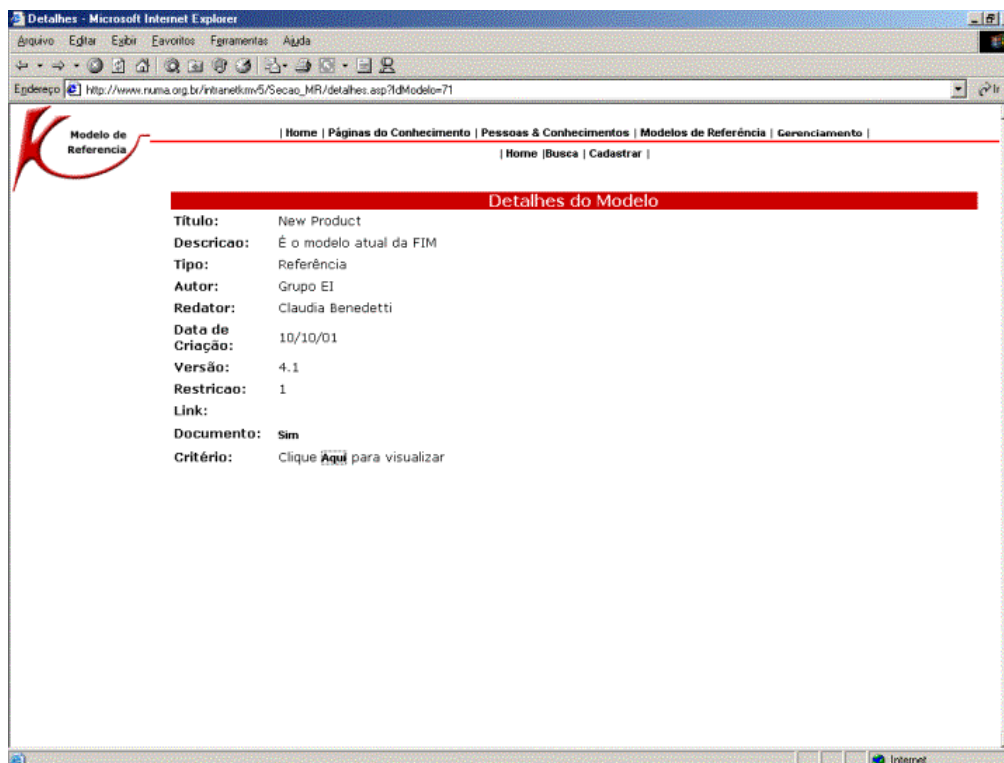 Detalhes - Microsoft Internet Explorer
Arquivo Editar Exibir Favoritos Ferramentas Ajuda
Endereço http://www.numa.org.br/intranetkmv5/Secao_MR/detalhes.asp?IdModelo=71 Ir
Modelo de
Referencia
| Home | Páginas do Conhecimento | Pessoas & Conhecimentos | Modelos de Referência | Gerenciamento |
| Home |Busca | Cadastrar |
Detalhes do Modelo
Título: New Product
Descricao: É o modelo atual da FIM
Tipo: Referência
Autor: Grupo EI
Redator: Claudia Benedetti
Data de
Criação: 10/10/01
Versão: 4.1
Restricao: 1
Link:
Documento: Sim
Critério: Clique Aqui para visualizar
Internet